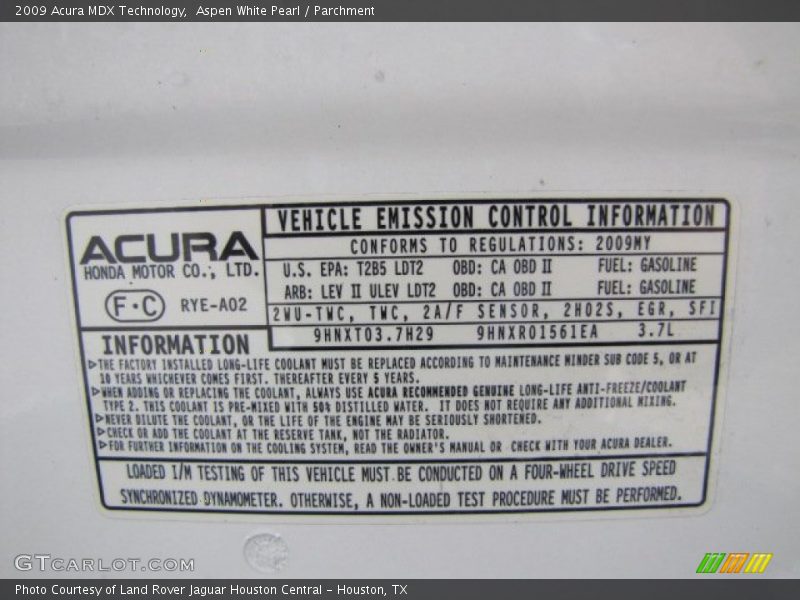 2009 Acura MDX Technology, Aspen White Pearl / Parchment
ACURA
HONDA MOTOR CO., LTD.
F·C RYE-A02
VEHICLE EMISSION CONTROL INFORMATION
CONFORMS TO REGULATIONS: 2009MY
U.S. EPA: T2B5 LDT2 OBD: CA OBD II FUEL: GASOLINE
ARB: LEV II ULEV LDT2 OBD: CA OBD II FUEL: GASOLINE
2WU-TWC, TWC, 2A/F SENSOR, 2HO2S, EGR, SFI
9HNXT03.7H29 9HNXR0156IEA 3.7L
INFORMATION
▷THE FACTORY INSTALLED LONG-LIFE COOLANT MUST BE REPLACED ACCORDING TO MAINTENANCE MINDER SUB CODE 5, OR AT
10 YEARS WHICHEVER COMES FIRST. THEREAFTER EVERY 5 YEARS.
▷WHEN ADDING OR REPLACING THE COOLANT, ALWAYS USE ACURA RECOMMENDED GENUINE LONG-LIFE ANTI-FREEZE/COOLANT
TYPE 2. THIS COOLANT IS PRE-MIXED WITH 50% DISTILLED WATER. IT DOES NOT REQUIRE ANY ADDITIONAL MIXING.
▷NEVER DILUTE THE COOLANT, OR THE LIFE OF THE ENGINE MAY BE SERIOUSLY SHORTENED.
▷CHECK OR ADD THE COOLANT AT THE RESERVE TANK, NOT THE RADIATOR.
▷FOR FURTHER INFORMATION ON THE COOLING SYSTEM, READ THE OWNER'S MANUAL OR CHECK WITH YOUR ACURA DEALER.
LOADED I/M TESTING OF THIS VEHICLE MUST BE CONDUCTED ON A FOUR-WHEEL DRIVE SPEED
SYNCHRONIZED DYNAMOMETER. OTHERWISE, A NON-LOADED TEST PROCEDURE MUST BE PERFORMED.
GTCARLOT.COM
Photo Courtesy of Land Rover Jaguar Houston Central – Houston, TX